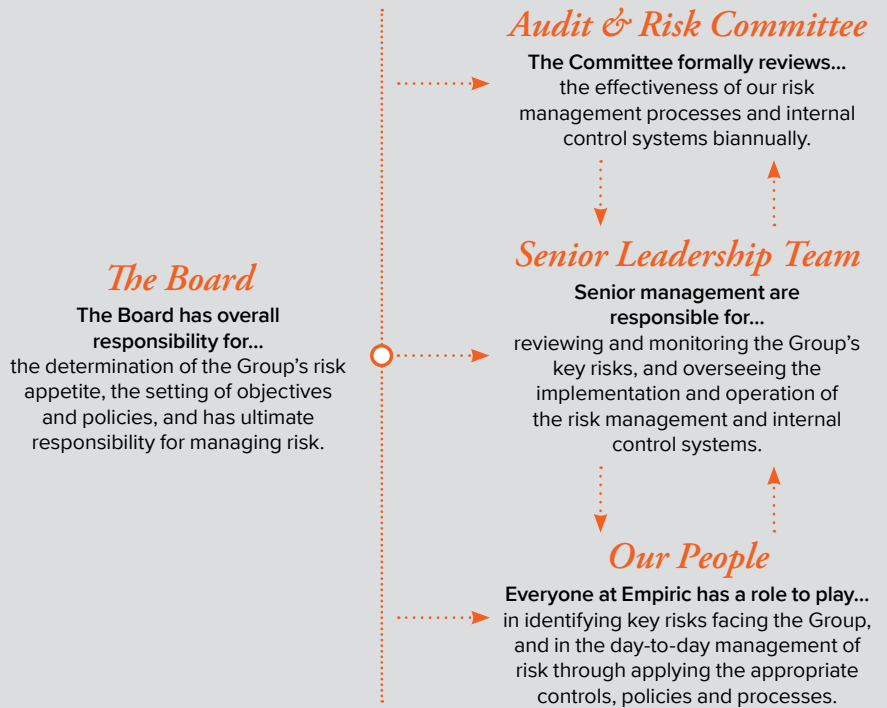 The Board
The Board has overall
responsibility for...
the determination of the Group's risk
appetite, the setting of objectives
and policies, and has ultimate
responsibility for managing risk.
Audit & Risk Committee
The Committee formally reviews...
the effectiveness of our risk
management processes and internal
control systems biannually.
Senior Leadership Team
Senior management are
responsible for...
reviewing and monitoring the Group's
key risks, and overseeing the
implementation and operation of
the risk management and internal
control systems.
Our People
Everyone at Empiric has a role to play...
in identifying key risks facing the Group,
and in the day-to-day management of
risk through applying the appropriate
controls, policies and processes.